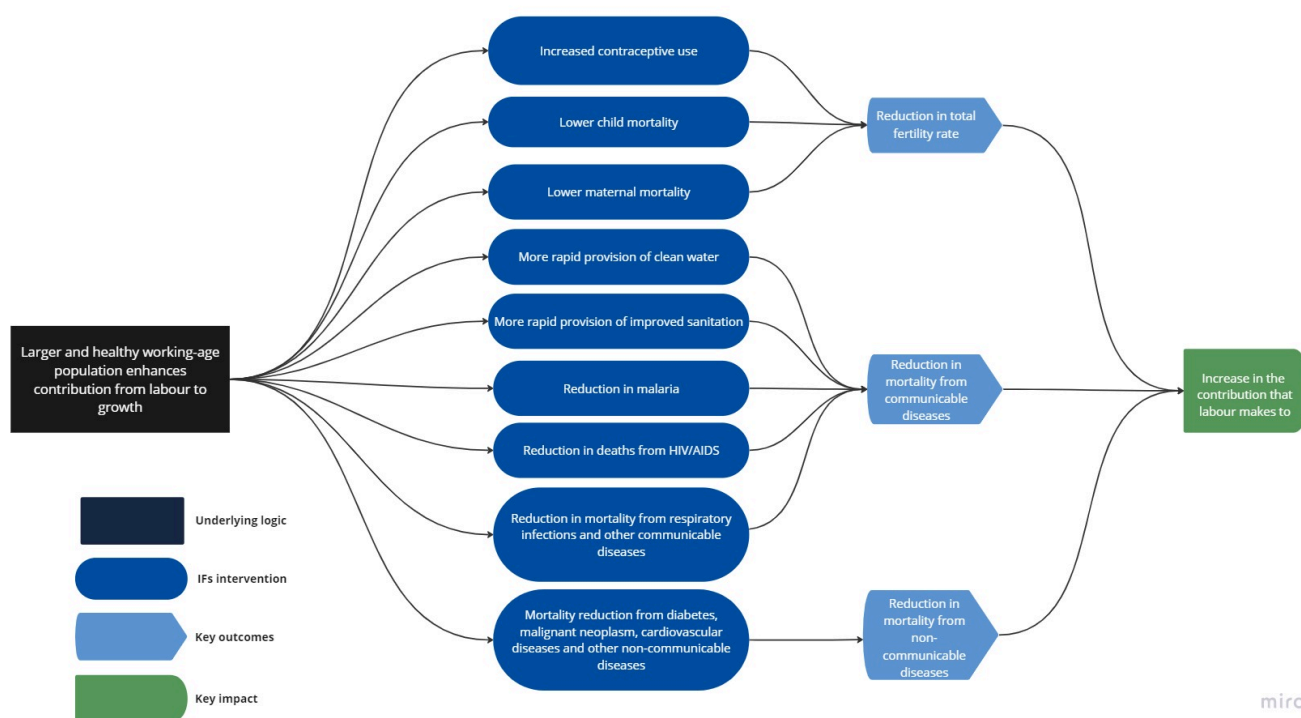 Increased contraceptive use
Lower child mortality
Lower maternal mortality
More rapid provision of clean water
More rapid provision of improved sanitation
Reduction in malaria
Reduction in deaths from HIV/AIDS
Reduction in mortality from respiratory
infections and other communicable
diseases
Mortality reduction from diabetes,
malignant neoplasm, cardiovascular
diseases and other non-communicable
diseases
Reduction in total
fertility rate
Reduction in
mortality from
communicable
diseases
Reduction in
mortality from
non-
communicable
diseases
Larger and healthy working-age
population enhances
contribution from labour to
growth
Increase in the
contribution that
labour makes to
Underlying logic
IFs intervention
Key outcomes
Key impact